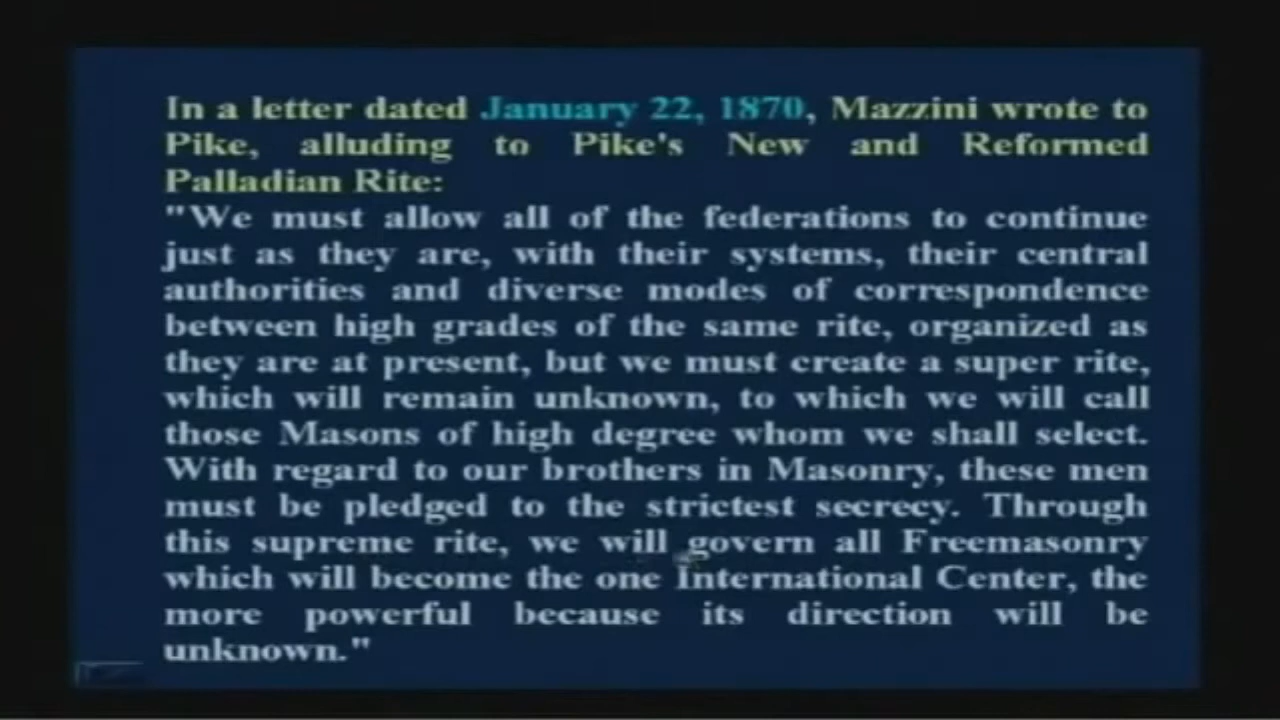 In a letter dated January 22, 1870, Mazzini wrote to
Pike, alluding to Pike's New and Reformed
Palladian Rite:
"We must allow all of the federations to continue
just as they are, with their systems, their central
authorities and diverse modes of correspondence
between high grades of the same rite, organized as
they are at present, but we must create a super rite,
which will remain unknown, to which we will call
those Masons of high degree whom we shall select.
With regard to our brothers in Masonry, these men
must be pledged to the strictest secrecy. Through
this supreme rite, we will govern all Freemasonry
which will become the one International Center, the
more powerful because its direction will be
unknown."